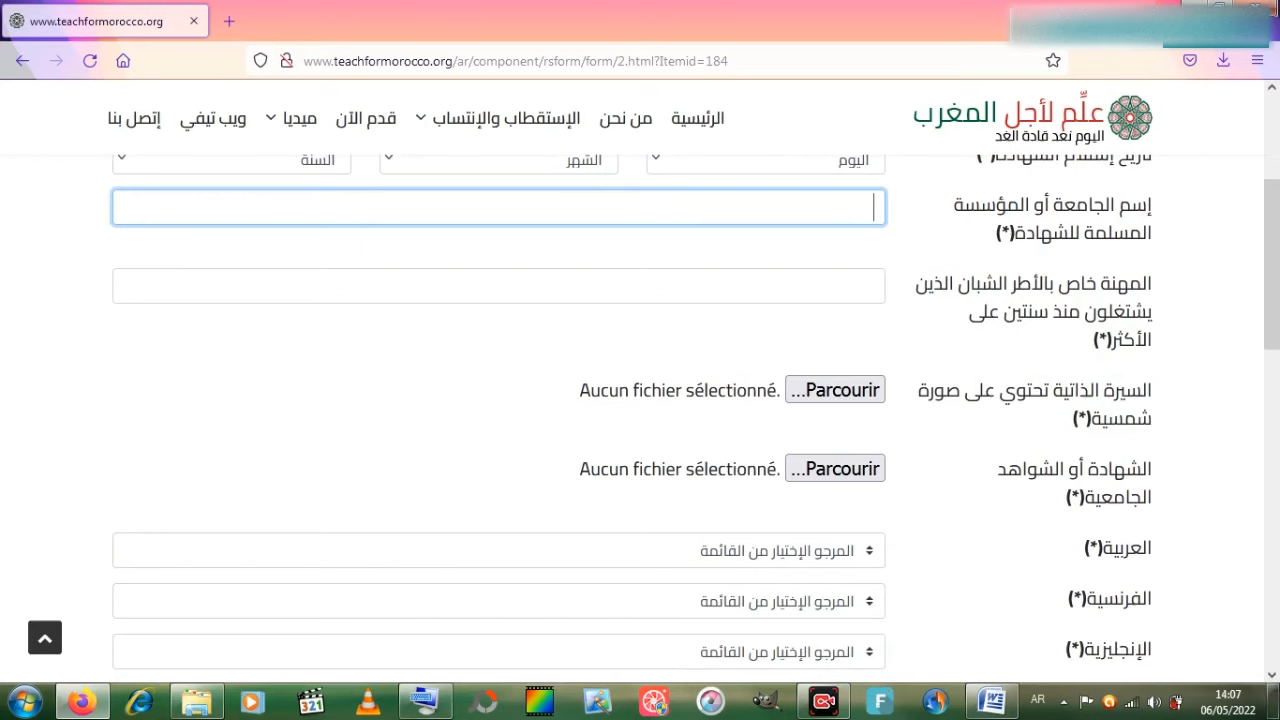 www.teachformorocco.org
www.teachformorocco.org/ar/component/rsform/form/2.html?Itemid=184
علِّم لأجل المغرب
اليوم نعد قادة الغد
الرئيسية
من نحن
الإستقطاب والإنتساب
قدم الآن
ميديا
ويب تيفي
إتصل بنا
تاريخ إستلام الشهادة(*)
اليوم
الشهر
السنة
إسم الجامعة أو المؤسسة
المسلمة للشهادة(*)
المهنة خاص بالأطر الشبان الذين
يشتغلون منذ سنتين على
الأكثر(*)
السيرة الذاتية تحتوي على صورة
شمسية(*)
Parcourir...
Aucun fichier sélectionné.
الشهادة أو الشواهد
الجامعية(*)
Parcourir...
Aucun fichier sélectionné.
العربية(*)
المرجو الإختيار من القائمة
الفرنسية(*)
المرجو الإختيار من القائمة
الإنجليزية(*)
المرجو الإختيار من القائمة
321
F
AR
14:07
06/05/2022